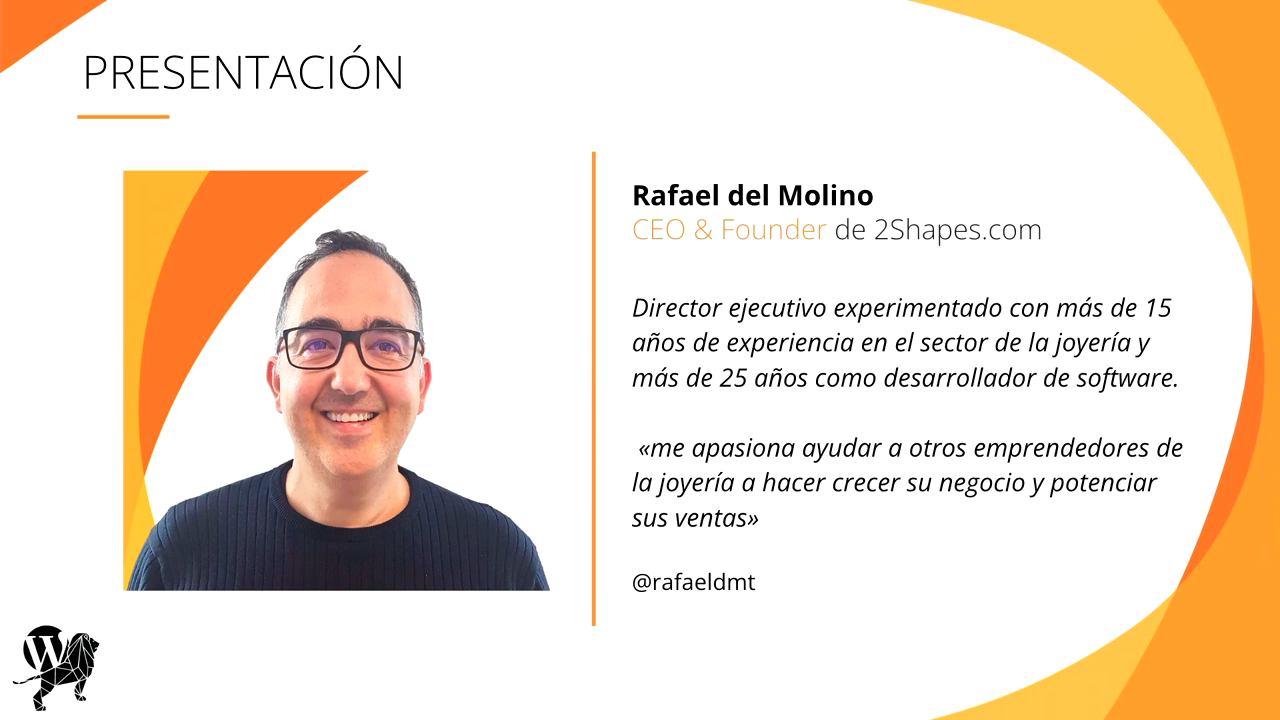 PRESENTACIÓN
Rafael del Molino
CEO & Founder de 2Shapes.com
Director ejecutivo experimentado con más de 15
años de experiencia en el sector de la joyería y
más de 25 años como desarrollador de software.
«me apasiona ayudar a otros emprendedores de
la joyería a hacer crecer su negocio y potenciar
sus ventas»
@rafaeldmt
W